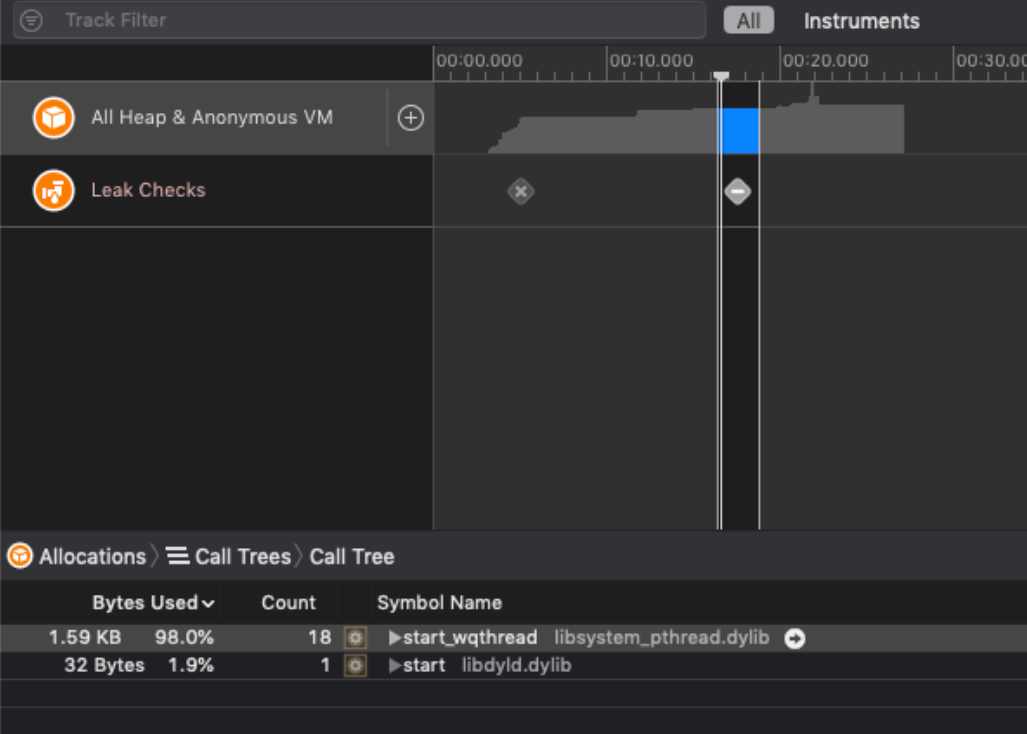 Track Filter All Instruments
00:00.000 00:10.000 00:20.000 00:30.00
All Heap & Anonymous VM
Leak Checks
Allocations Call Trees Call Tree
Bytes Used Count Symbol Name
1.59 KB 98.0% 18 start_wqthread libsystem_pthread.dylib
32 Bytes 1.9% 1 start libdyld.dylib